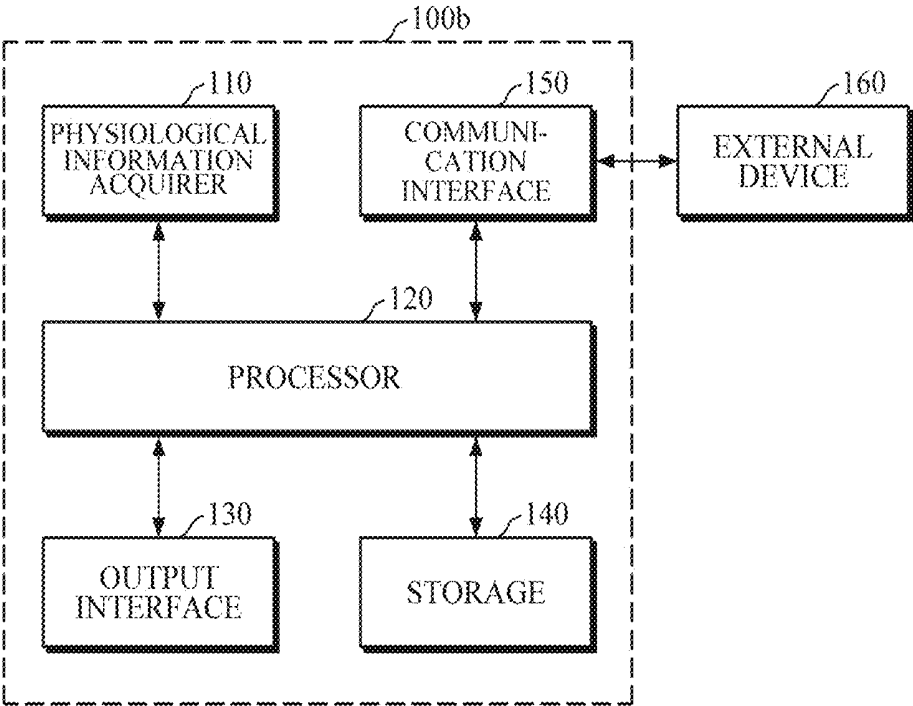 100b
110
PHYSIOLOGICAL
INFORMATION
ACQUIRER
150
COMMUNI-
CATION
INTERFACE
160
EXTERNAL
DEVICE
120
PROCESSOR
130
OUTPUT
INTERFACE
140
STORAGE